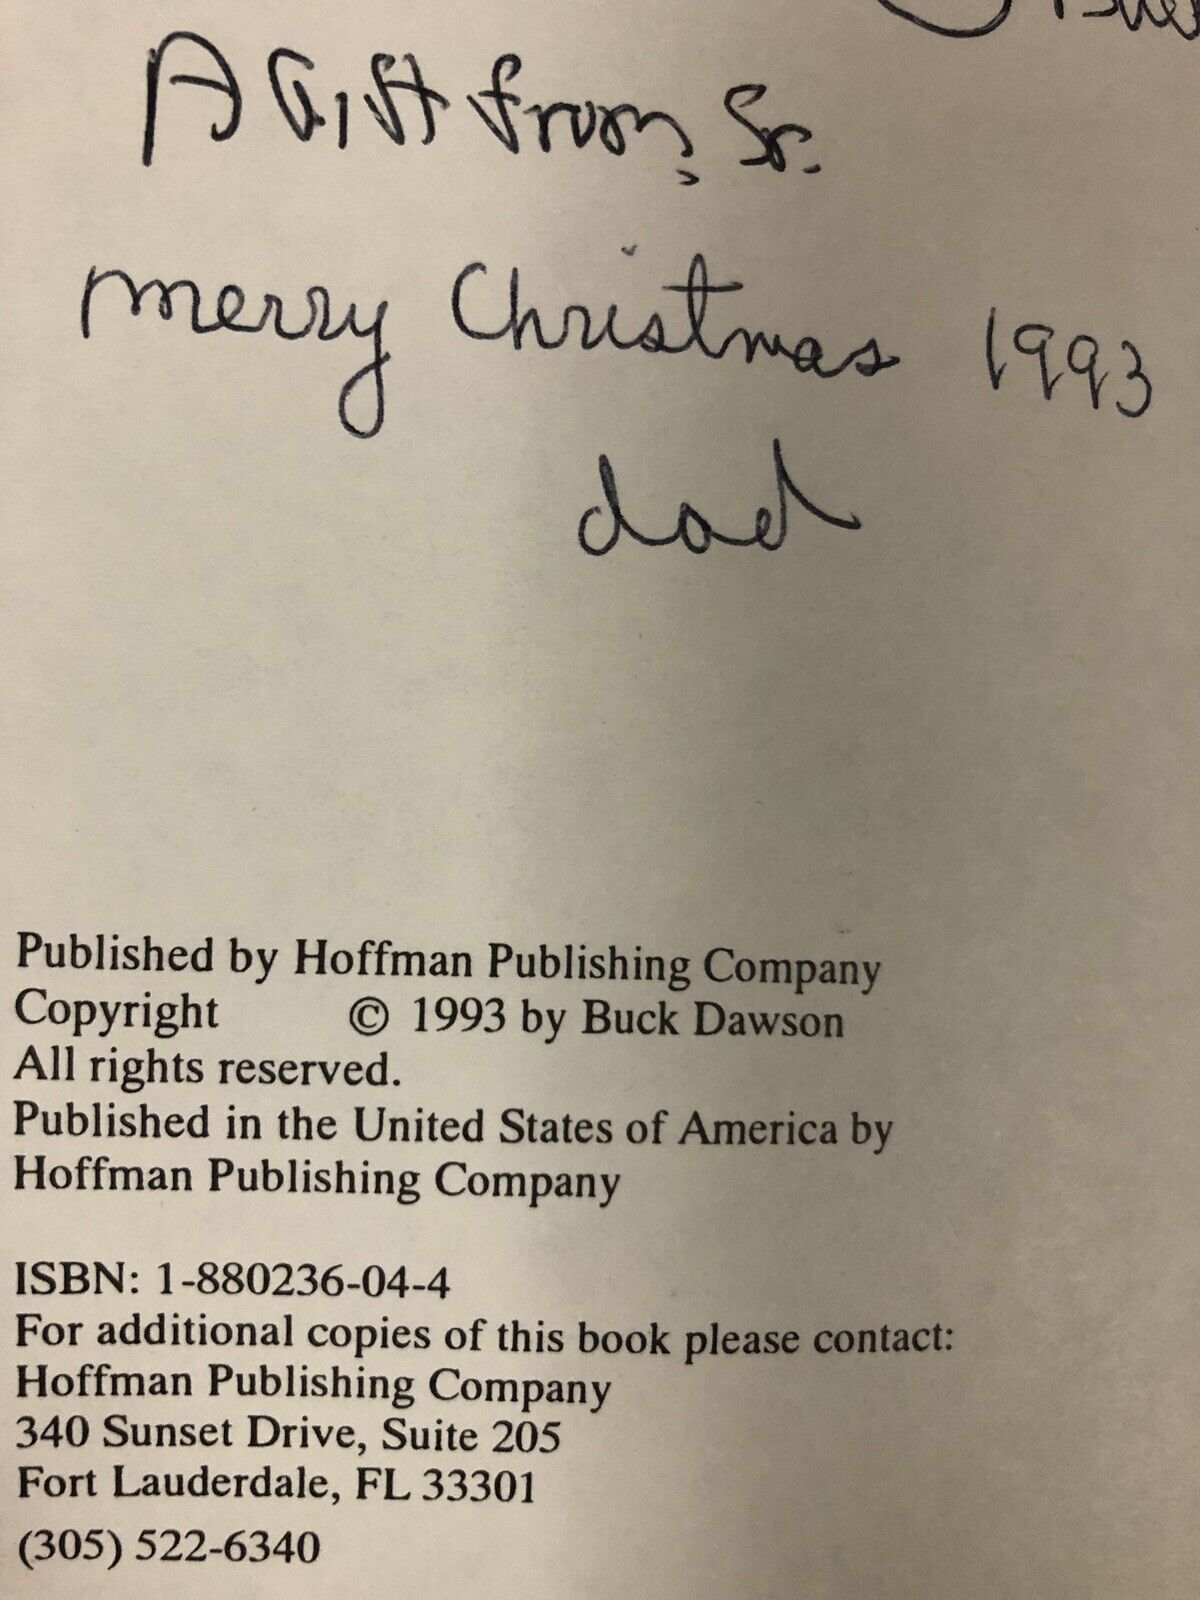 A Gift from, Sr.
merry Christmas 1993
dad
Published by Hoffman Publishing Company
Copyright © 1993 by Buck Dawson
All rights reserved.
Published in the United States of America by
Hoffman Publishing Company
ISBN: 1-880236-04-4
For additional copies of this book please contact:
Hoffman Publishing Company
340 Sunset Drive, Suite 205
Fort Lauderdale, FL 33301
(305) 522-6340